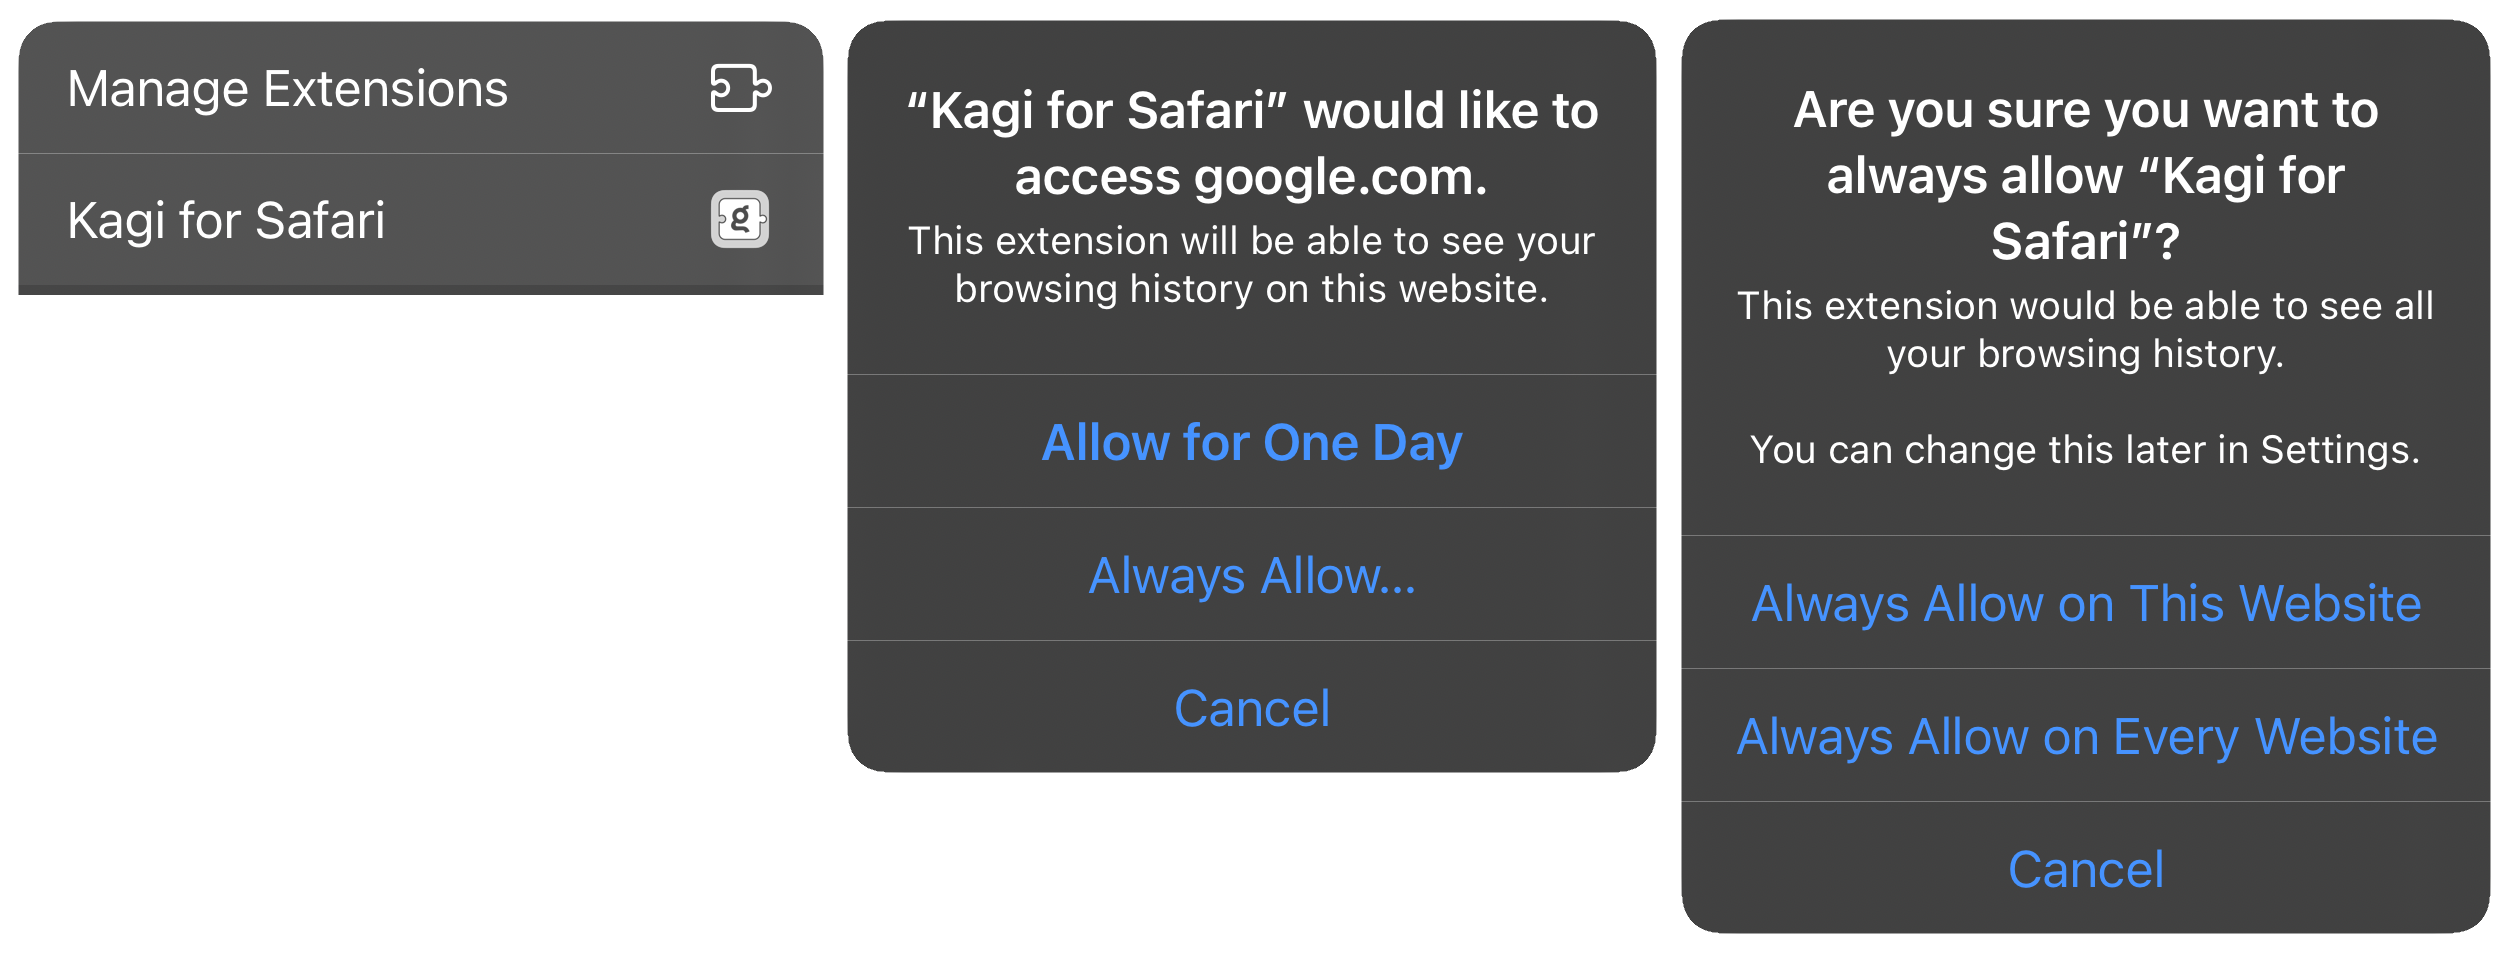 Manage Extensions
Kagi for Safari
“Kagi for Safari” would like to
access google.com.
This extension will be able to see your
browsing history on this website.
Allow for One Day
Always Allow...
Cancel
Are you sure you want to
always allow “Kagi for
Safari”?
This extension would be able to see all
your browsing history.
You can change this later in Settings.
Always Allow on This Website
Always Allow on Every Website
Cancel